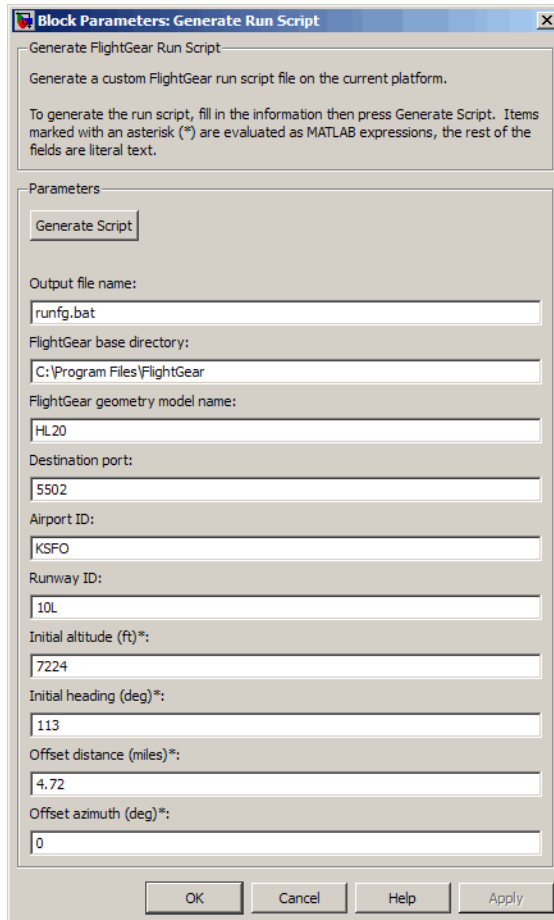 Block Parameters: Generate Run Script
Generate FlightGear Run Script
Generate a custom FlightGear run script file on the current platform.
To generate the run script, fill in the information then press Generate Script. Items
marked with an asterisk (*) are evaluated as MATLAB expressions, the rest of the
fields are literal text.
Parameters
Generate Script
Output file name:
runfg.bat
FlightGear base directory:
C:\Program Files\FlightGear
FlightGear geometry model name:
HL20
Destination port:
5502
Airport ID:
KSFO
Runway ID:
10L
Initial altitude (ft)*:
7224
Initial heading (deg)*:
113
Offset distance (miles)*:
4.72
Offset azimuth (deg)*:
0
OK Cancel Help Apply